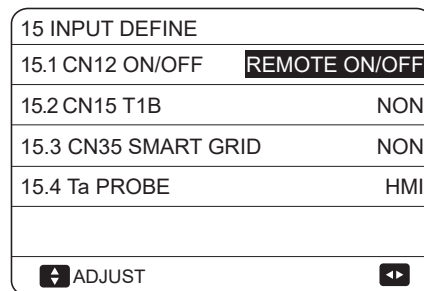 15 INPUT DEFINE
15.1 CN12 ON/OFF REMOTE ON/OFF
15.2 CN15 T1B NON
15.3 CN35 SMART GRID NON
15.4 Ta PROBE HMI
ADJUST